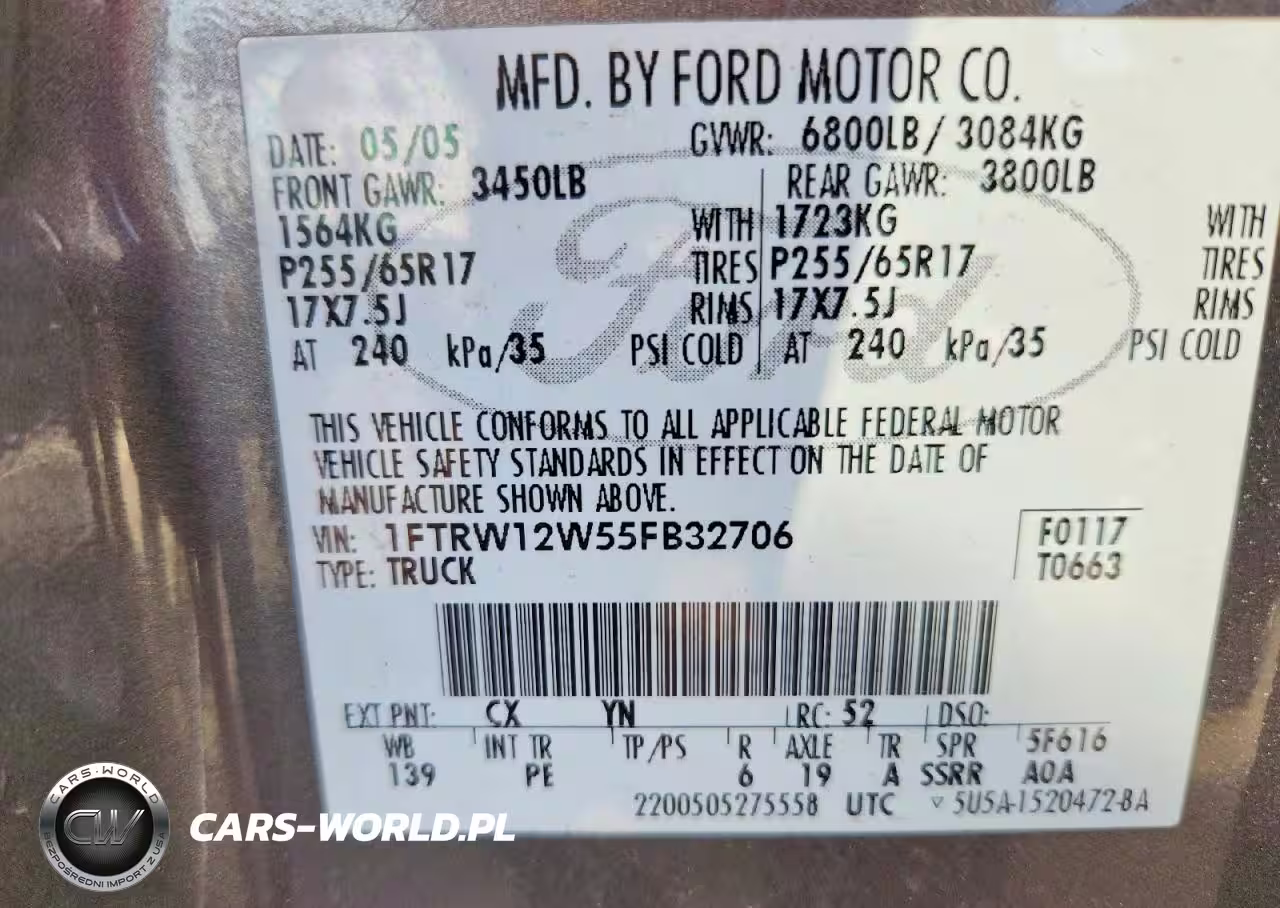 MFD. BY FORD MOTOR CO.
DATE: 05/05 GVWR: 6800LB / 3084KG
FRONT GAWR: 3450LB REAR GAWR: 3800LB
1564KG WITH 1723KG WITH
P255/65R17 TIRES P255/65R17 TIRES
17X7.5J RIMS 17X7.5J RIMS
AT 240 kPa/35 PSI COLD AT 240 kPa/35 PSI COLD
Ford
THIS VEHICLE CONFORMS TO ALL APPLICABLE FEDERAL MOTOR
VEHICLE SAFETY STANDARDS IN EFFECT ON THE DATE OF
MANUFACTURE SHOWN ABOVE.
VIN: 1FTRW12W55FB32706 F0117
TYPE: TRUCK T0663
EXT PNT: CX YN RC: 52 DSO:
WB INT TR TP/PS R AXLE TR SPR 5F616
139 PE 6 19 A SSRR A0A
2200505275558 UTC ▽ 5U5A-1520472-BA
CARS-WORLD
CW
BEZPOŚREDNI IMPORT Z USA
CARS-WORLD.PL